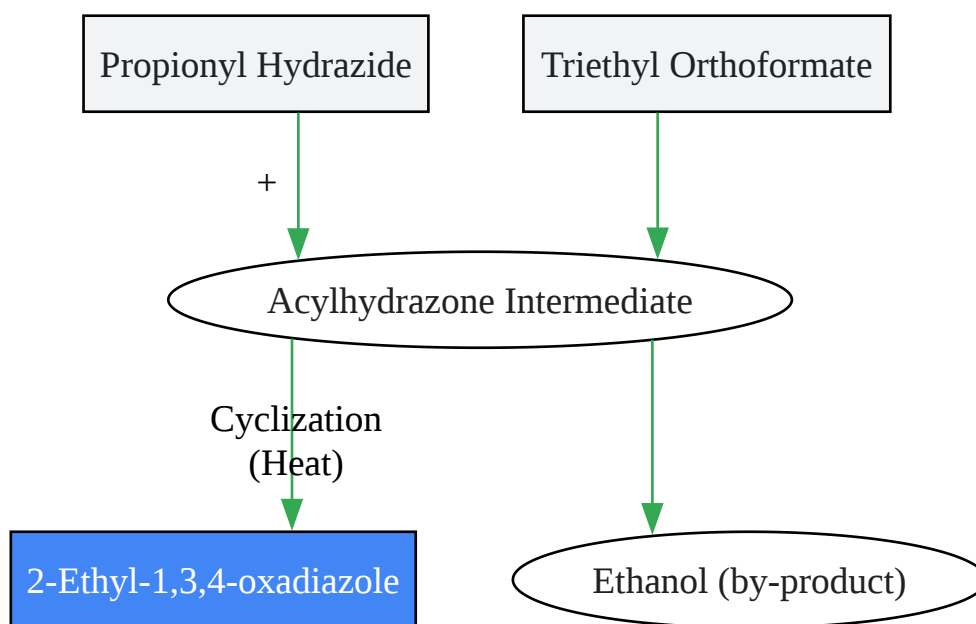 Propionyl Hydrazide
Triethyl Orthoformate
+
Acylhydrazone Intermediate
Cyclization
(Heat)
2-Ethyl-1,3,4-oxadiazole
Ethanol (by-product)